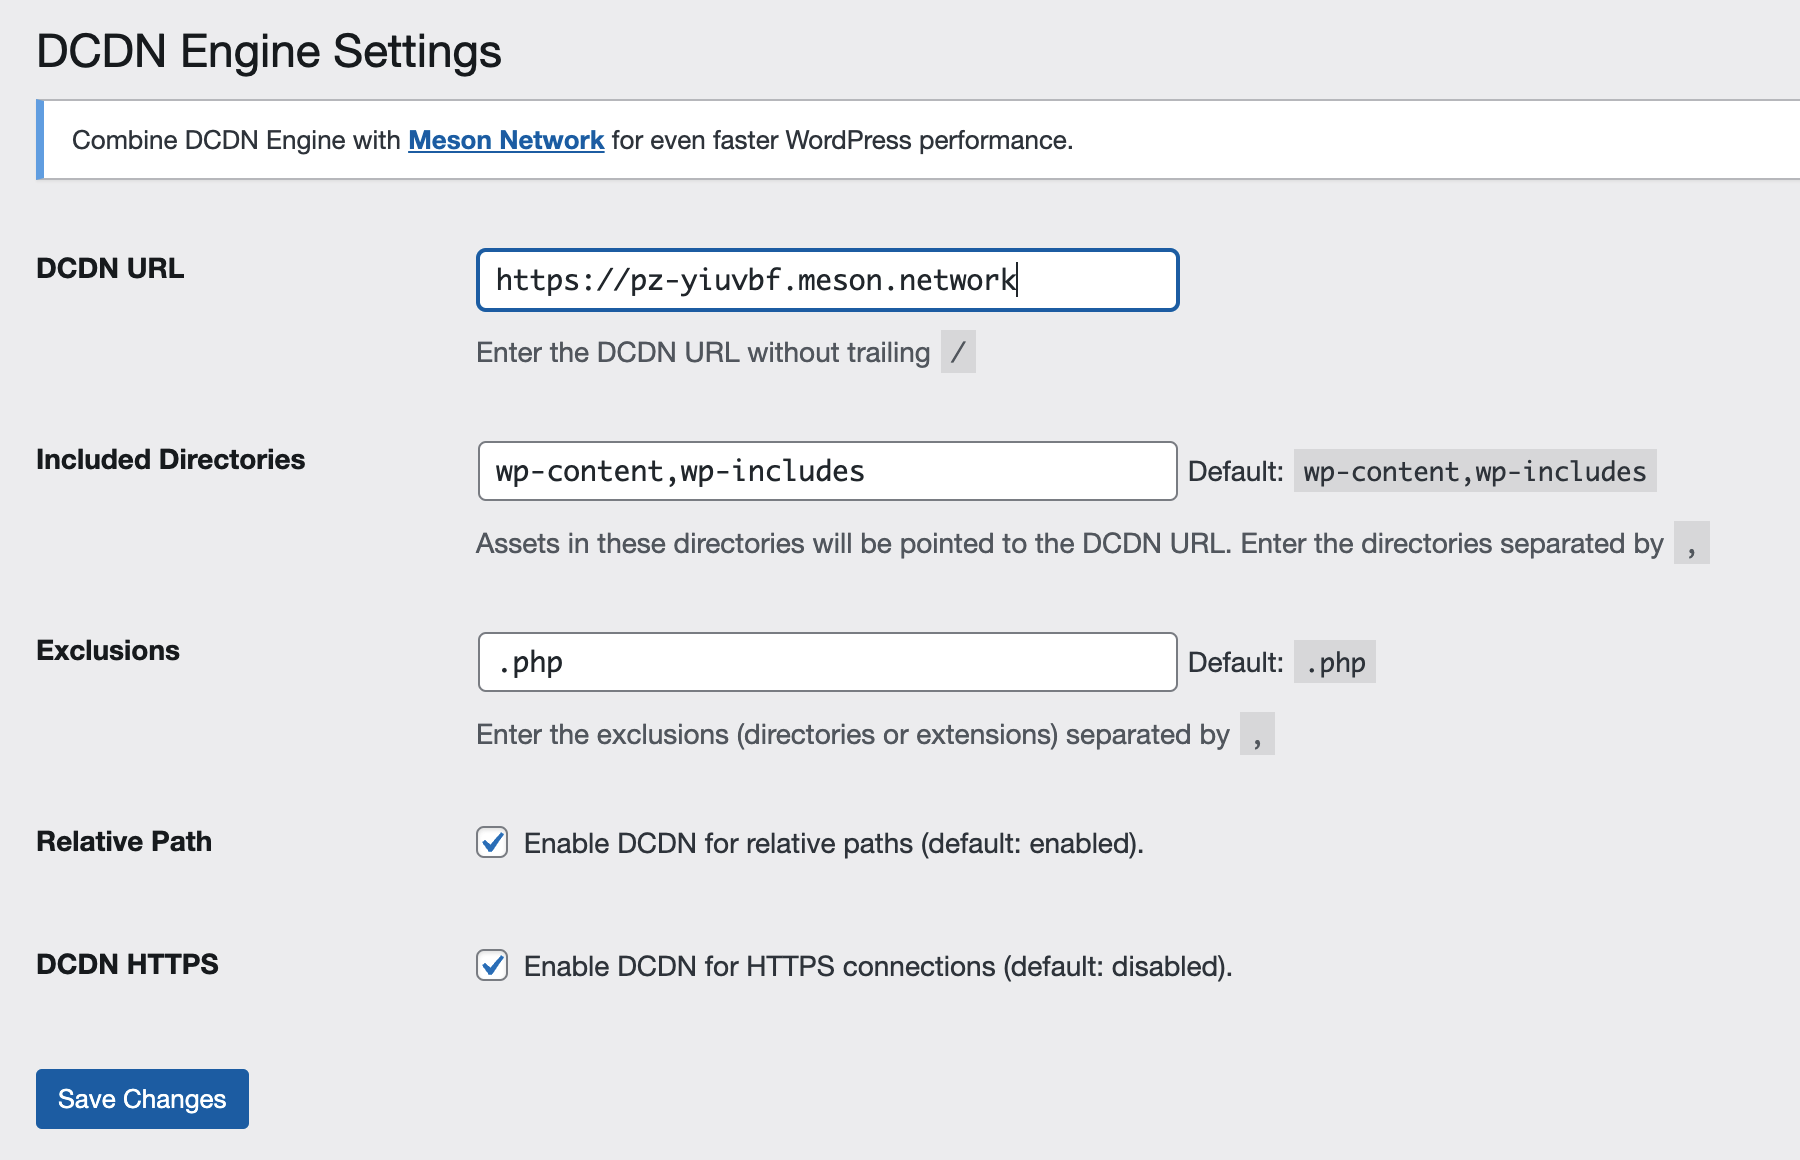 DCDN Engine Settings
Combine DCDN Engine with Meson Network for even faster WordPress performance.
DCDN URL
https://pz-yiuvbf.meson.network
Enter the DCDN URL without trailing /
Included Directories
wp-content,wp-includes Default: wp-content,wp-includes
Assets in these directories will be pointed to the DCDN URL. Enter the directories separated by ,
Exclusions
.php Default: .php
Enter the exclusions (directories or extensions) separated by ,
Relative Path
Enable DCDN for relative paths (default: enabled).
DCDN HTTPS
Enable DCDN for HTTPS connections (default: disabled).
Save Changes